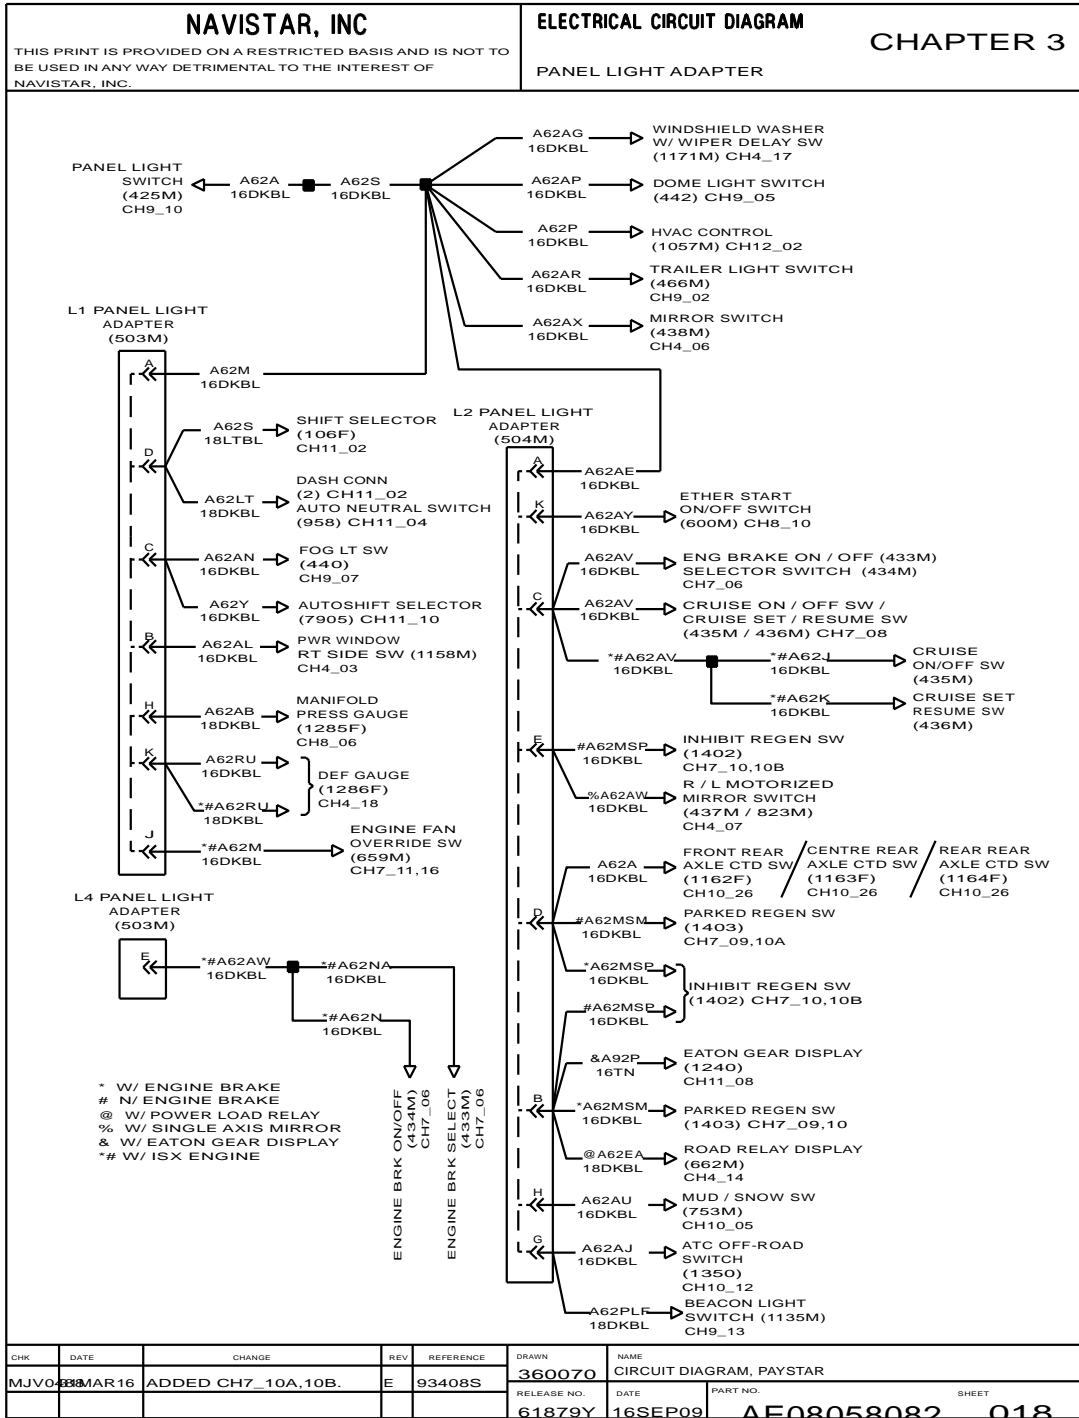 NAVISTAR, INC
THIS PRINT IS PROVIDED ON A RESTRICTED BASIS AND IS NOT TO
BE USED IN ANY WAY DETRIMENTAL TO THE INTEREST OF
NAVISTAR, INC.
ELECTRICAL CIRCUIT DIAGRAM
CHAPTER 3
PANEL LIGHT ADAPTER
PANEL LIGHT
SWITCH
(425M)
CH9_10
A62A
16DKBL
A62S
16DKBL
A62AG
16DKBL
WINDSHIELD WASHER
W/ WIPER DELAY SW
(1171M) CH4_17
A62AP
16DKBL
DOME LIGHT SWITCH
(442) CH9_05
A62P
16DKBL
HVAC CONTROL
(1057M) CH12_02
A62AR
16DKBL
TRAILER LIGHT SWITCH
(466M)
CH9_02
A62AX
16DKBL
MIRROR SWITCH
(438M)
CH4_06
L1 PANEL LIGHT
ADAPTER
(503M)
A
A62M
16DKBL
D
A62S
18LTBL
SHIFT SELECTOR
(106F)
CH11_02
A62LT
18DKBL
DASH CONN
(2) CH11_02
AUTO NEUTRAL SWITCH
(958) CH11_04
C
A62AN
16DKBL
FOG LT SW
(440)
CH9_07
A62Y
16DKBL
AUTOSHIFT SELECTOR
(7905) CH11_10
B
A62AL
16DKBL
PWR WINDOW
RT SIDE SW (1158M)
CH4_03
H
A62AB
18DKBL
MANIFOLD
PRESS GAUGE
(1285F)
CH8_06
K
A62RU
16DKBL
*#A62RU
18DKBL
DEF GAUGE
(1286F)
CH4_18
J
*#A62M
16DKBL
ENGINE FAN
OVERRIDE SW
(659M)
CH7_11,16
L4 PANEL LIGHT
ADAPTER
(503M)
E
*#A62AW
16DKBL
*#A62NA
16DKBL
*#A62N
16DKBL
ENGINE BRK ON/OFF
(434M)
CH7_06
ENGINE BRK SELECT
(433M)
CH7_06
* W/ ENGINE BRAKE
# N/ ENGINE BRAKE
@ W/ POWER LOAD RELAY
% W/ SINGLE AXIS MIRROR
& W/ EATON GEAR DISPLAY
*# W/ ISX ENGINE
L2 PANEL LIGHT
ADAPTER
(504M)
A
A62AE
16DKBL
K
A62AY
16DKBL
ETHER START
ON/OFF SWITCH
(600M) CH8_10
A62AV
16DKBL
ENG BRAKE ON / OFF (433M)
SELECTOR SWITCH (434M)
CH7_06
C
A62AV
16DKBL
CRUISE ON / OFF SW /
CRUISE SET / RESUME SW
(435M / 436M) CH7_08
*#A62AV
16DKBL
*#A62J
16DKBL
CRUISE
ON/OFF SW
(435M)
*#A62K
16DKBL
CRUISE SET
RESUME SW
(436M)
E
#A62MSP
16DKBL
INHIBIT REGEN SW
(1402)
CH7_10,10B
%A62AW
16DKBL
R / L MOTORIZED
MIRROR SWITCH
(437M / 823M)
CH4_07
A62A
16DKBL
FRONT REAR
AXLE CTD SW
(1162F)
CH10_26
CENTRE REAR
AXLE CTD SW
(1163F)
CH10_26
REAR REAR
AXLE CTD SW
(1164F)
CH10_26
D
#A62MSM
16DKBL
PARKED REGEN SW
(1403)
CH7_09,10A
*A62MSP
16DKBL
#A62MSP
16DKBL
INHIBIT REGEN SW
(1402) CH7_10,10B
&A92P
16TN
EATON GEAR DISPLAY
(1240)
CH11_08
B
*A62MSM
16DKBL
PARKED REGEN SW
(1403) CH7_09,10
@A62EA
18DKBL
ROAD RELAY DISPLAY
(662M)
CH4_14
H
A62AU
16DKBL
MUD / SNOW SW
(753M)
CH10_05
G
A62AJ
16DKBL
ATC OFF-ROAD
SWITCH
(1350)
CH10_12
A62PLF
18DKBL
BEACON LIGHT
SWITCH (1135M)
CH9_13
CHK DATE CHANGE REV REFERENCE
MAR16 ADDED CH7_10A,10B. E 93408S
DRAWN
360070
NAME
CIRCUIT DIAGRAM, PAYSTAR
RELEASE NO.
61879Y
DATE
16SEP09
PART NO.
AE08058082
SHEET
018